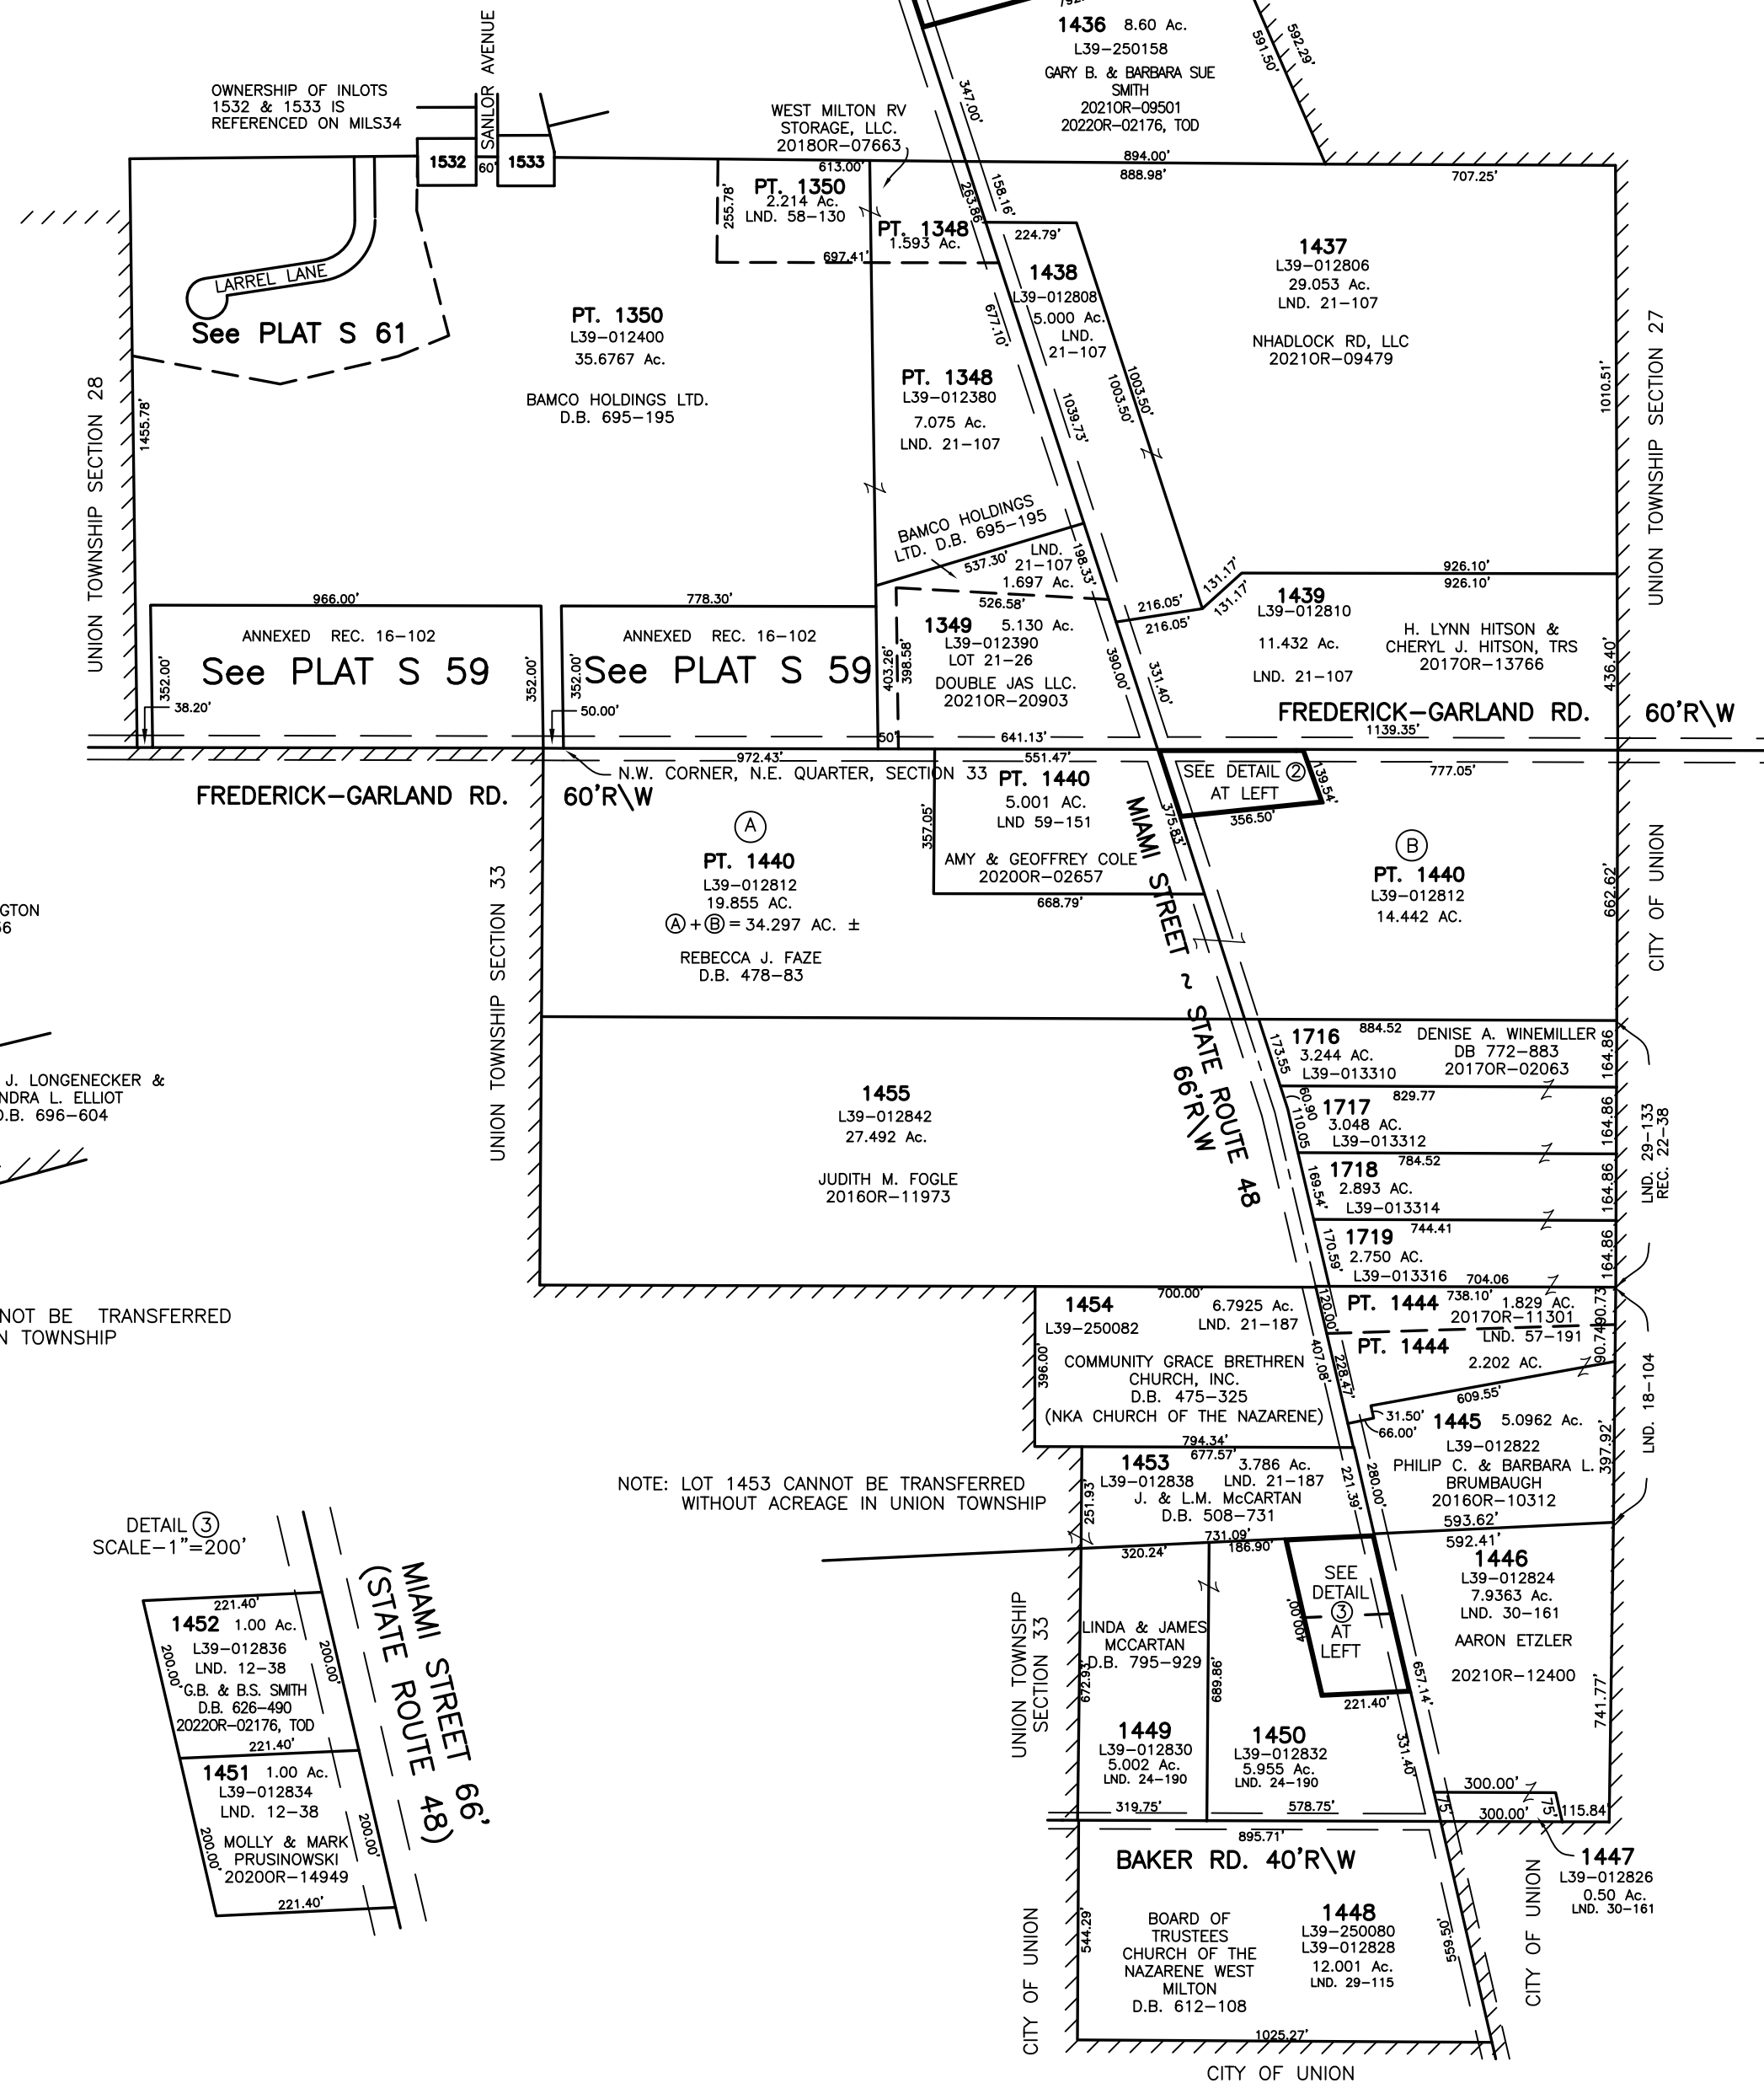 SANLOR AVENUE
OWNERSHIP OF INLOTS
1532 & 1533 IS
REFERENCED ON MILS34
1532
60'
1533
WEST MILTON RV
STORAGE, LLC.
2018OR-07663
1436 8.60 Ac.
L39-250158
GARY B. & BARBARA SUE
SMITH
2021OR-09501
2022OR-02176, TOD
347.00'
591.50'
592.29'
894.00'
888.98'
707.25'
613.00'
255.78'
PT. 1350
2.214 Ac.
LND. 58-130
697.41'
PT. 1348
1.593 Ac.
263.86'
158.16'
224.79'
1438
L39-012808
5.000 Ac.
LND.
21-107
677.10'
1039.73'
1003.50'
1003.50'
1437
L39-012806
29.053 Ac.
LND. 21-107
NHADLOCK RD, LLC
2021OR-09479
1010.51'
UNION TOWNSHIP SECTION 27
LARREL LANE
See PLAT S 61
UNION TOWNSHIP SECTION 28
1455.78'
PT. 1350
L39-012400
35.6767 Ac.
BAMCO HOLDINGS LTD.
D.B. 695-195
PT. 1348
L39-012380
7.075 Ac.
LND. 21-107
BAMCO HOLDINGS
LTD. D.B. 695-195
537.30'
LND.
21-107
1.697 Ac.
198.33'
526.58'
216.05'
216.05'
131.17'
131.17'
926.10'
926.10'
966.00'
ANNEXED REC. 16-102
See PLAT S 59
352.00'
352.00'
38.20'
778.30'
ANNEXED REC. 16-102
See PLAT S 59
352.00'
50.00'
403.26'
398.58'
1349 5.130 Ac.
L39-012390
LOT 21-26
DOUBLE JAS LLC.
2021OR-20903
390.00'
331.40'
50'
641.13'
1439
L39-012810
11.432 Ac.
LND. 21-107
H. LYNN HITSON &
CHERYL J. HITSON, TRS
2017OR-13766
436.40'
FREDERICK-GARLAND RD. 60'R\W
1139.35'
972.43'
551.47'
777.05'
N.W. CORNER, N.E. QUARTER, SECTION 33
FREDERICK-GARLAND RD. 60'R\W
SEE DETAIL 2
AT LEFT
139.54'
356.50'
375.83'
PT. 1440
5.001 AC.
LND 59-151
AMY & GEOFFREY COLE
2020OR-02657
357.05'
668.79'
A
PT. 1440
L39-012812
19.855 AC.
A + B = 34.297 AC. ±
REBECCA J. FAZE
D.B. 478-83
B
PT. 1440
L39-012812
14.442 AC.
662.62'
CITY OF UNION
UNION TOWNSHIP SECTION 33
MIAMI STREET ~ STATE ROUTE 48
66'R\W
GTON
J. LONGENECKER &
NDRA L. ELLIOT
D.B. 696-604
NOT BE TRANSFERRED
N TOWNSHIP
1455
L39-012842
27.492 Ac.
JUDITH M. FOGLE
2016OR-11973
1716
3.244 AC.
L39-013310
884.52
DENISE A. WINEMILLER
DB 772-883
2017OR-02063
164.86
173.55
829.77
60.90
110.05
1717
3.048 AC.
L39-013312
164.86
784.52
169.54'
1718
2.893 AC.
L39-013314
164.86
744.41
170.59'
1719
2.750 AC.
L39-013316
164.86
704.06
LND. 29-133
REC. 22-38
700.00'
1454
L39-250082
6.7925 Ac.
LND. 21-187
COMMUNITY GRACE BRETHREN
CHURCH, INC.
D.B. 475-325
(NKA CHURCH OF THE NAZARENE)
396.00'
794.34'
120.00'
407.08'
228.47'
PT. 1444
738.10'
1.829 AC.
2017OR-11301
90.73
LND. 57-191
PT. 1444
2.202 AC.
90.74
609.55'
31.50'
66.00'
LND. 18-104
1445 5.0962 Ac.
L39-012822
PHILIP C. & BARBARA L.
BRUMBAUGH
2016OR-10312
397.92'
593.62'
677.57'
1453
L39-012838
3.786 Ac.
LND. 21-187
J. & L.M. McCARTAN
D.B. 508-731
251.93'
221.39'
280.00'
731.09'
NOTE: LOT 1453 CANNOT BE TRANSFERRED
WITHOUT ACREAGE IN UNION TOWNSHIP
320.24'
186.90'
592.41'
1446
L39-012824
7.9363 Ac.
LND. 30-161
AARON ETZLER
2021OR-12400
741.77'
SEE
DETAIL
3
AT
LEFT
400.00'
221.40'
657.14'
331.40'
LINDA & JAMES
MCCARTAN
D.B. 795-929
672.93'
689.86'
1449
L39-012830
5.002 Ac.
LND. 24-190
319.75'
1450
L39-012832
5.955 Ac.
LND. 24-190
578.75'
UNION TOWNSHIP
SECTION 33
300.00'
75'
300.00'
75'
115.84'
895.71'
BAKER RD. 40'R\W
1447
L39-012826
0.50 Ac.
LND. 30-161
BOARD OF
TRUSTEES
CHURCH OF THE
NAZARENE WEST
MILTON
D.B. 612-108
1448
L39-250080
L39-012828
12.001 Ac.
LND. 29-115
544.29'
559.50'
1025.27'
CITY OF UNION
CITY OF UNION
CITY OF UNION
DETAIL 3
SCALE-1"=200'
221.40'
1452 1.00 Ac.
L39-012836
LND. 12-38
G.B. & B.S. SMITH
D.B. 626-490
2022OR-02176, TOD
200.00'
200.00'
221.40'
1451 1.00 Ac.
L39-012834
LND. 12-38
MOLLY & MARK
PRUSINOWSKI
2020OR-14949
200.00'
200.00'
221.40'
MIAMI STREET 66'
(STATE ROUTE 48)